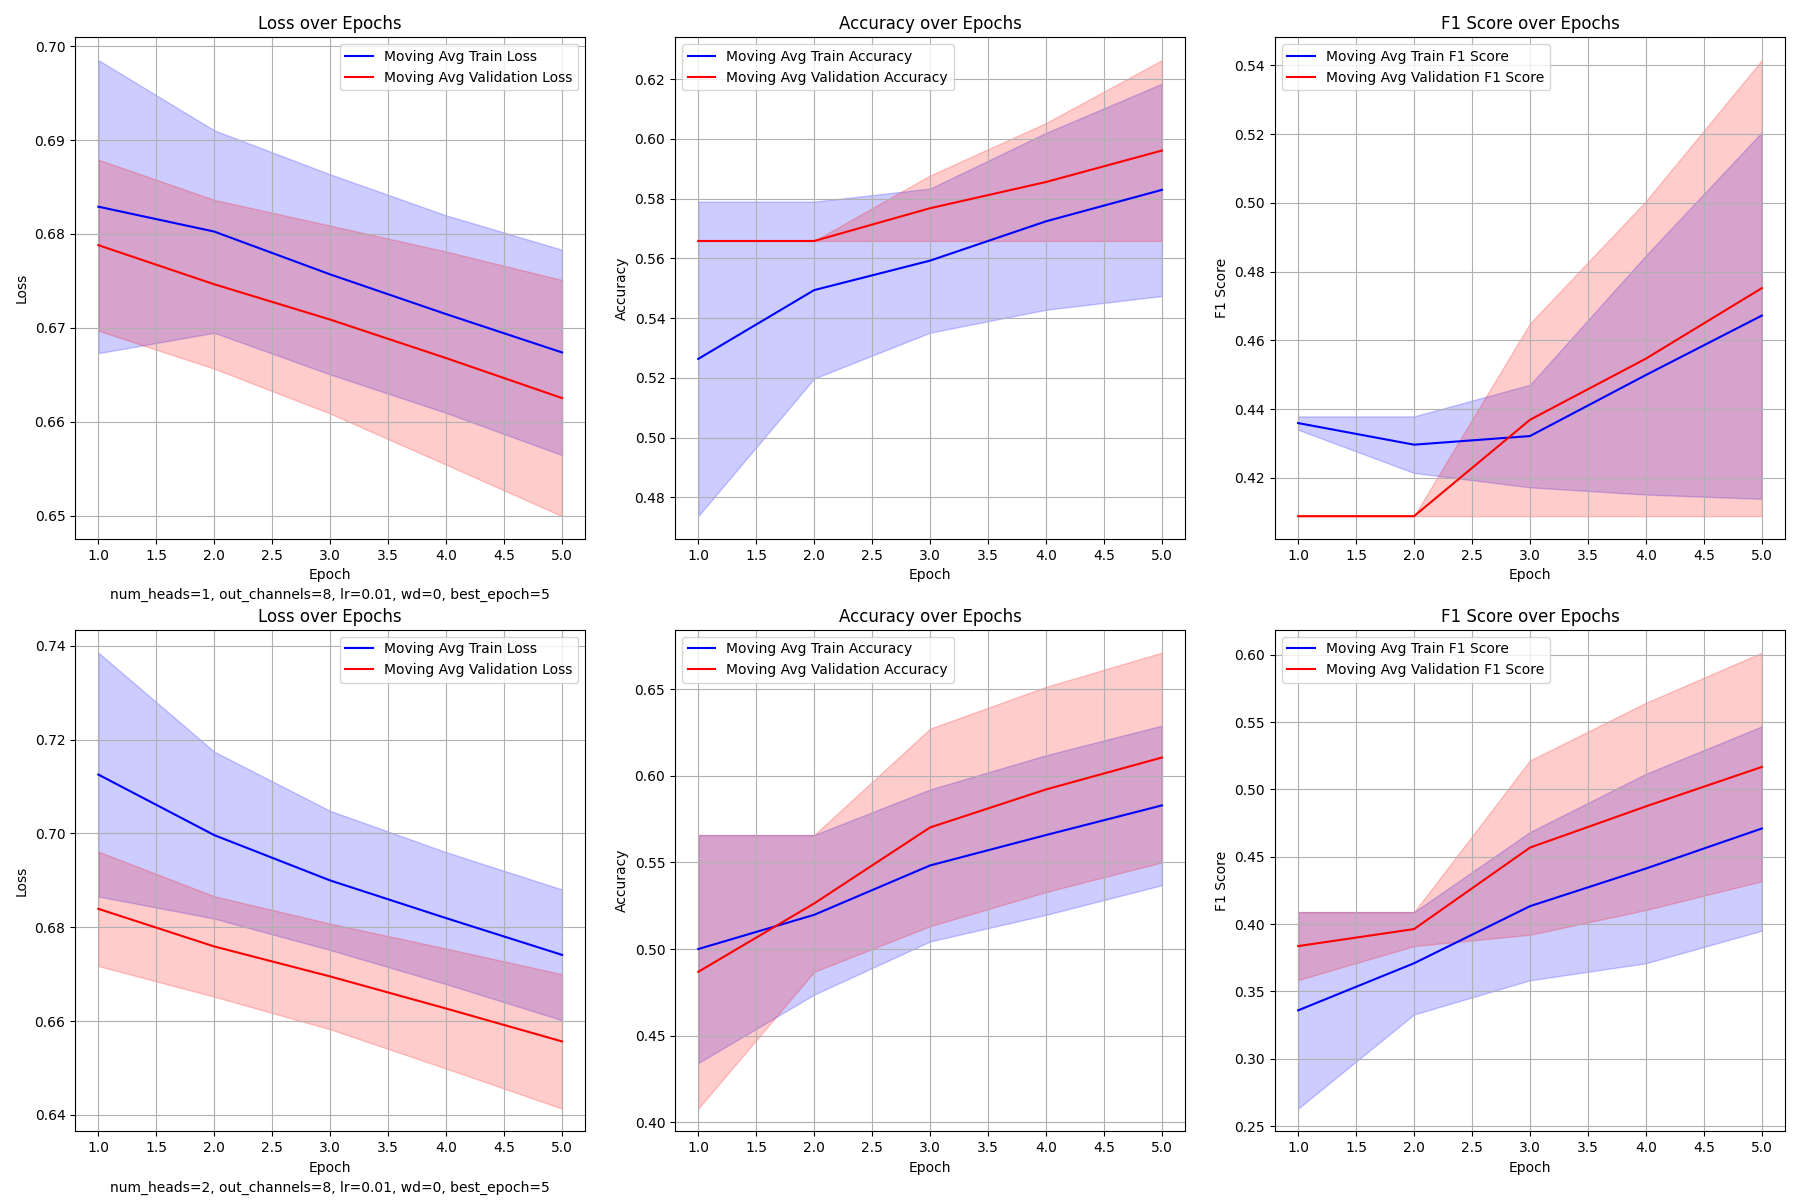 Loss over Epochs
Moving Avg Train Loss
Moving Avg Validation Loss
0.70
0.69
0.68
0.67
0.66
0.65
Loss
1.0 1.5 2.0 2.5 3.0 3.5 4.0 4.5 5.0
Epoch
num_heads=1, out_channels=8, lr=0.01, wd=0, best_epoch=5
Accuracy over Epochs
Moving Avg Train Accuracy
Moving Avg Validation Accuracy
0.62
0.60
0.58
0.56
0.54
0.52
0.50
0.48
Accuracy
1.0 1.5 2.0 2.5 3.0 3.5 4.0 4.5 5.0
Epoch
F1 Score over Epochs
Moving Avg Train F1 Score
Moving Avg Validation F1 Score
0.54
0.52
0.50
0.48
0.46
0.44
0.42
F1 Score
1.0 1.5 2.0 2.5 3.0 3.5 4.0 4.5 5.0
Epoch
Loss over Epochs
Moving Avg Train Loss
Moving Avg Validation Loss
0.74
0.72
0.70
0.68
0.66
0.64
Loss
1.0 1.5 2.0 2.5 3.0 3.5 4.0 4.5 5.0
Epoch
num_heads=2, out_channels=8, lr=0.01, wd=0, best_epoch=5
Accuracy over Epochs
Moving Avg Train Accuracy
Moving Avg Validation Accuracy
0.65
0.60
0.55
0.50
0.45
0.40
Accuracy
1.0 1.5 2.0 2.5 3.0 3.5 4.0 4.5 5.0
Epoch
F1 Score over Epochs
Moving Avg Train F1 Score
Moving Avg Validation F1 Score
0.60
0.55
0.50
0.45
0.40
0.35
0.30
0.25
F1 Score
1.0 1.5 2.0 2.5 3.0 3.5 4.0 4.5 5.0
Epoch